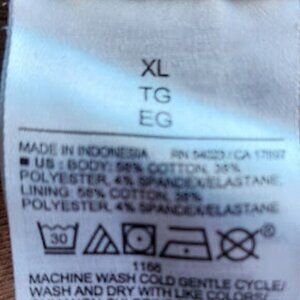 XL
TG
EG
MADE IN INDONESIA RN 54023 / CA 17897
■ US : BODY: 58% COTTON, 38%
POLYESTER, 4% SPANDEX/ELASTANE,
LINING: 58% COTTON, 38%
POLYESTER, 4% SPANDEX/ELASTANE
30
1166
MACHINE WASH COLD GENTLE CYCLE/
WASH AND DRY WITH LIKE COLORS/